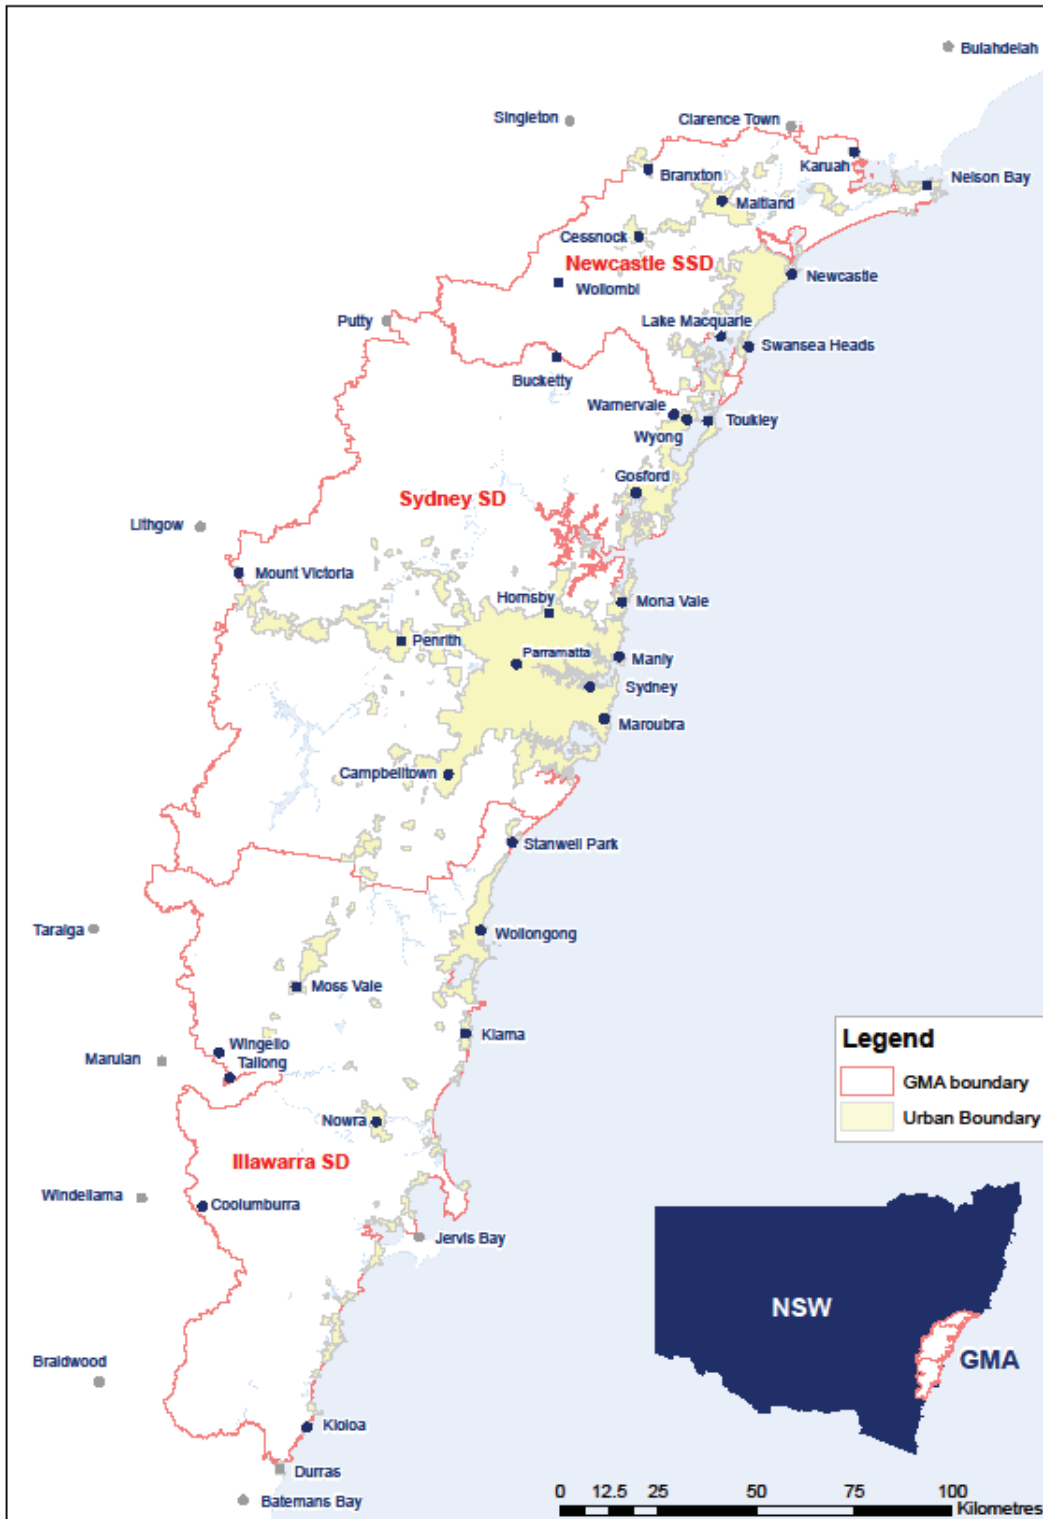 Bulahdelah
Singleton
Clarence Town
Karuah
Branxton
Nelson Bay
Maitland
Cessnock
Newcastle SSD
Newcastle
Wollombi
Putty
Lake Macquarie
Swansea Heads
Bucketty
Warnervale
Toukley
Wyong
Gosford
Sydney SD
Lithgow
Mount Victoria
Hornsby
Mona Vale
Penrith
Parramatta
Manly
Sydney
Maroubra
Campbelltown
Stanwell Park
Taralga
Wollongong
Moss Vale
Kiama
Wingello
Marulan
Tallong
Nowra
Illawarra SD
Windellama
Coolumburra
Jervis Bay
Braidwood
Kioloa
Durras
Batemans Bay
Legend
GMA boundary
Urban Boundary
NSW
GMA
0 12.5 25 50 75 100
Kilometres